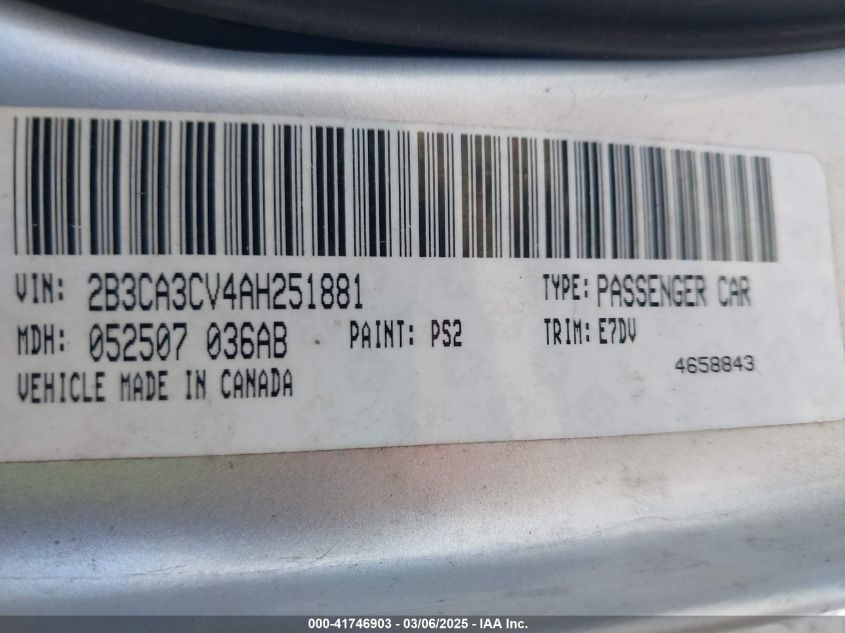 VIN: 2B3CA3CV4AH251881 TYPE: PASSENGER CAR
MDH: 052507 036AB PAINT: PS2 TRIM: E7DV
4658843
VEHICLE MADE IN CANADA
000-41746903 - 03/06/2025 - IAA Inc.